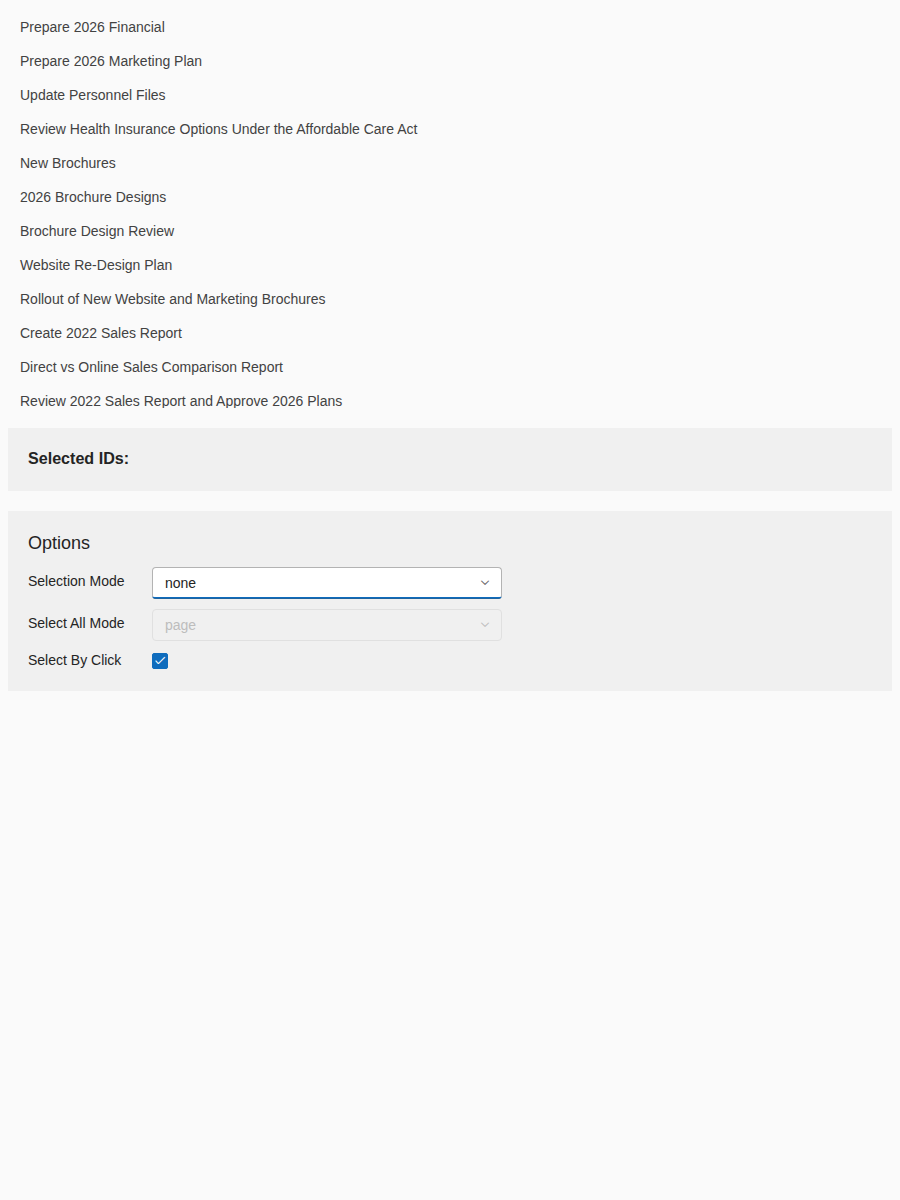 Prepare 2026 Financial
Prepare 2026 Marketing Plan
Update Personnel Files
Review Health Insurance Options Under the Affordable Care Act
New Brochures
2026 Brochure Designs
Brochure Design Review
Website Re-Design Plan
Rollout of New Website and Marketing Brochures
Create 2022 Sales Report
Direct vs Online Sales Comparison Report
Review 2022 Sales Report and Approve 2026 Plans
Selected IDs:
Options
Selection Mode none
Select All Mode page
Select By Click